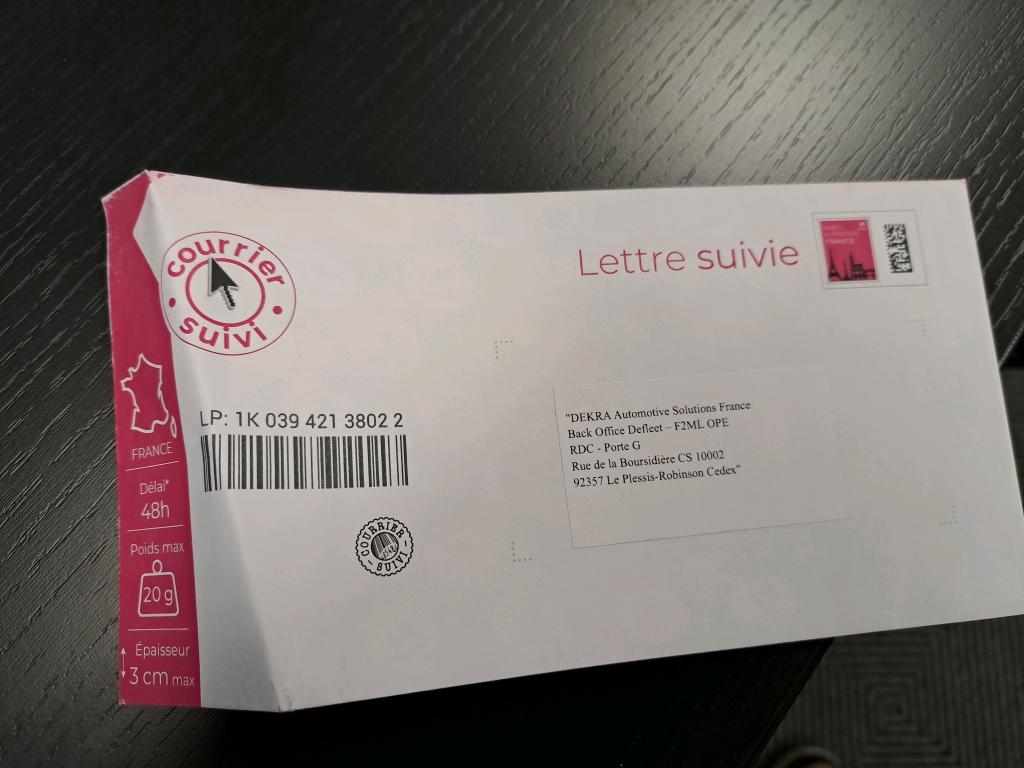 courrier
suivi
Lettre suivie
FRANCE
LP: 1K 039 421 3802 2
"DEKRA Automotive Solutions France
Back Office Defleet – F2ML OPE
RDC - Porte G
Rue de la Boursidière CS 10002
92357 Le Plessis-Robinson Cedex"
COURRIER
SUIVI
FRANCE
Délai*
48h
Poids max
20 g
Épaisseur
3 cm max